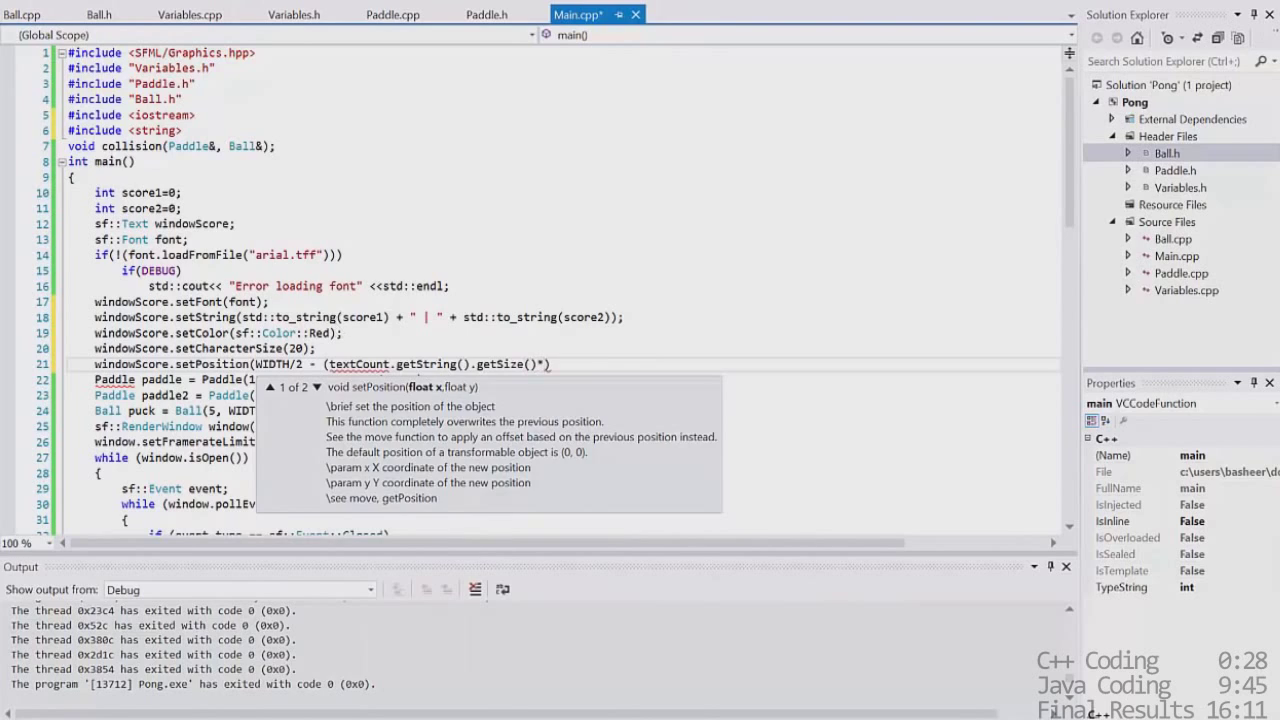 Ball.cpp Ball.h Variables.cpp Variables.h Paddle.cpp Paddle.h Main.cpp*
Solution Explorer
(Global Scope) main()
Search Solution Explorer (Ctrl+;)
1 #include <SFML/Graphics.hpp>
2 #include "Variables.h"
3 #include "Paddle.h"
4 #include "Ball.h"
5 #include <iostream>
6 #include <string>
7 void collision(Paddle&, Ball&);
8 int main()
9 {
10 int score1=0;
11 int score2=0;
12 sf::Text windowScore;
13 sf::Font font;
14 if(!(font.loadFromFile("arial.tff")))
15 if(DEBUG)
16 std::cout<< "Error loading font" <<std::endl;
17 windowScore.setFont(font);
18 windowScore.setString(std::to_string(score1) + " | " + std::to_string(score2));
19 windowScore.setColor(sf::Color::Red);
20 windowScore.setCharacterSize(20);
21 windowScore.setPosition(WIDTH/2 - (textCount.getString().getSize()*)
22 Paddle paddle = Paddle(1
23 Paddle paddle2 = Paddle(
24 Ball puck = Ball(5, WIDT
25 sf::RenderWindow window(
26 window.setFramerateLimit
27 while (window.isOpen())
28 {
29 sf::Event event;
30 while (window.pollEv
31 {
1 of 2 void setPosition(float x,float y)
\brief set the position of the object
This function completely overwrites the previous position.
See the move function to apply an offset based on the previous position instead.
The default position of a transformable object is (0, 0).
\param x X coordinate of the new position
\param y Y coordinate of the new position
\see move, getPosition
100 %
Solution 'Pong' (1 project)
Pong
External Dependencies
Header Files
Ball.h
Paddle.h
Variables.h
Resource Files
Source Files
Ball.cpp
Main.cpp
Paddle.cpp
Variables.cpp
Properties
main VCCodeFunction
C++
(Name) main
File c:\users\basheer\doc
FullName main
IsInjected False
IsInline False
IsOverloaded False
IsSealed False
IsTemplate False
TypeString int
Output
Show output from: Debug
The thread 0x23c4 has exited with code 0 (0x0).
The thread 0x52c has exited with code 0 (0x0).
The thread 0x380c has exited with code 0 (0x0).
The thread 0x2d1c has exited with code 0 (0x0).
The thread 0x3854 has exited with code 0 (0x0).
The program '[13712] Pong.exe' has exited with code 0 (0x0).
C++ Coding 0:28
Java Coding 9:45
Final Results 16:11
C++